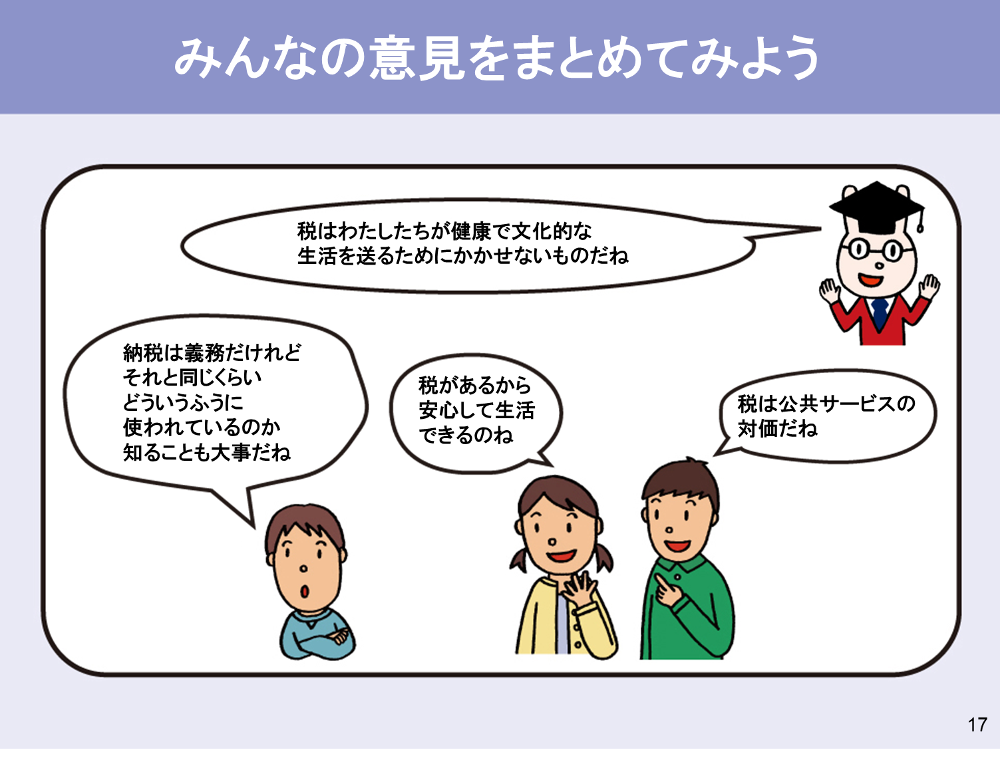 みんなの意見をまとめてみよう
税はわたしたちが健康で文化的な
生活を送るためにかかせないものだね
納税は義務だけれど
それと同じくらい
どういうふうに
使われているのか
知ることも大事だね
税があるから
安心して生活
できるのね
税は公共サービスの
対価だね
17